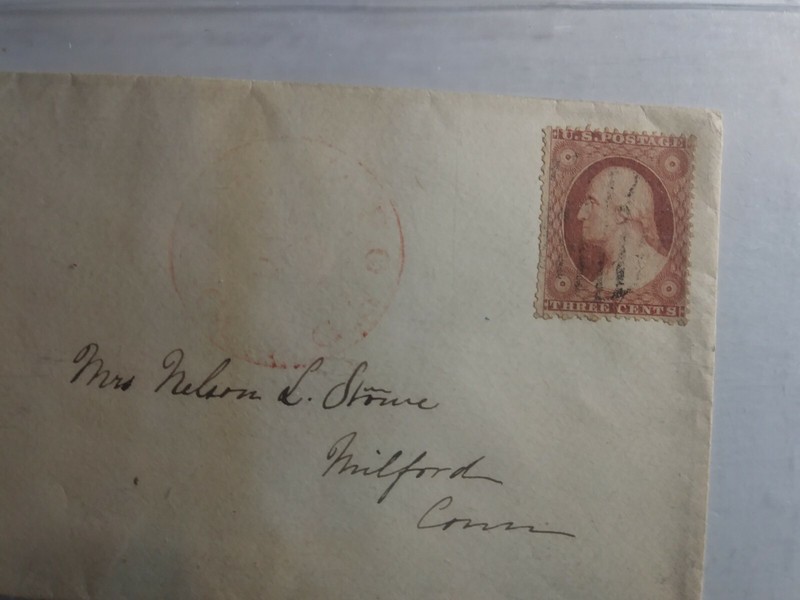 U.S. POSTAGE
THREE CENTS
Mrs Nelson L. Stowe
Milford
Conn